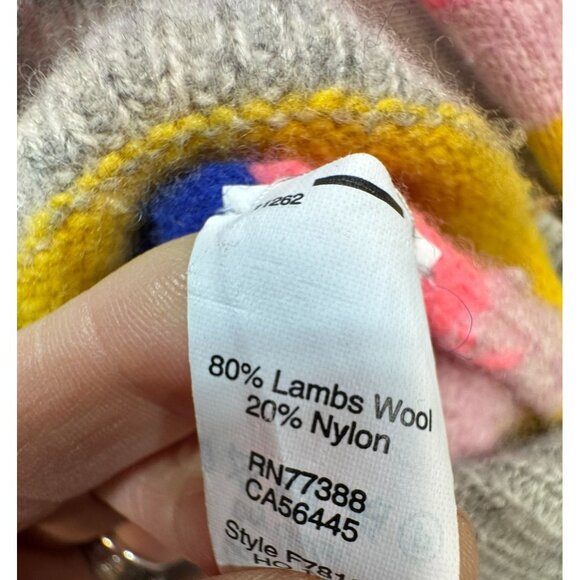 80% Lambs Wool
20% Nylon
RN77388
CA56445
Style